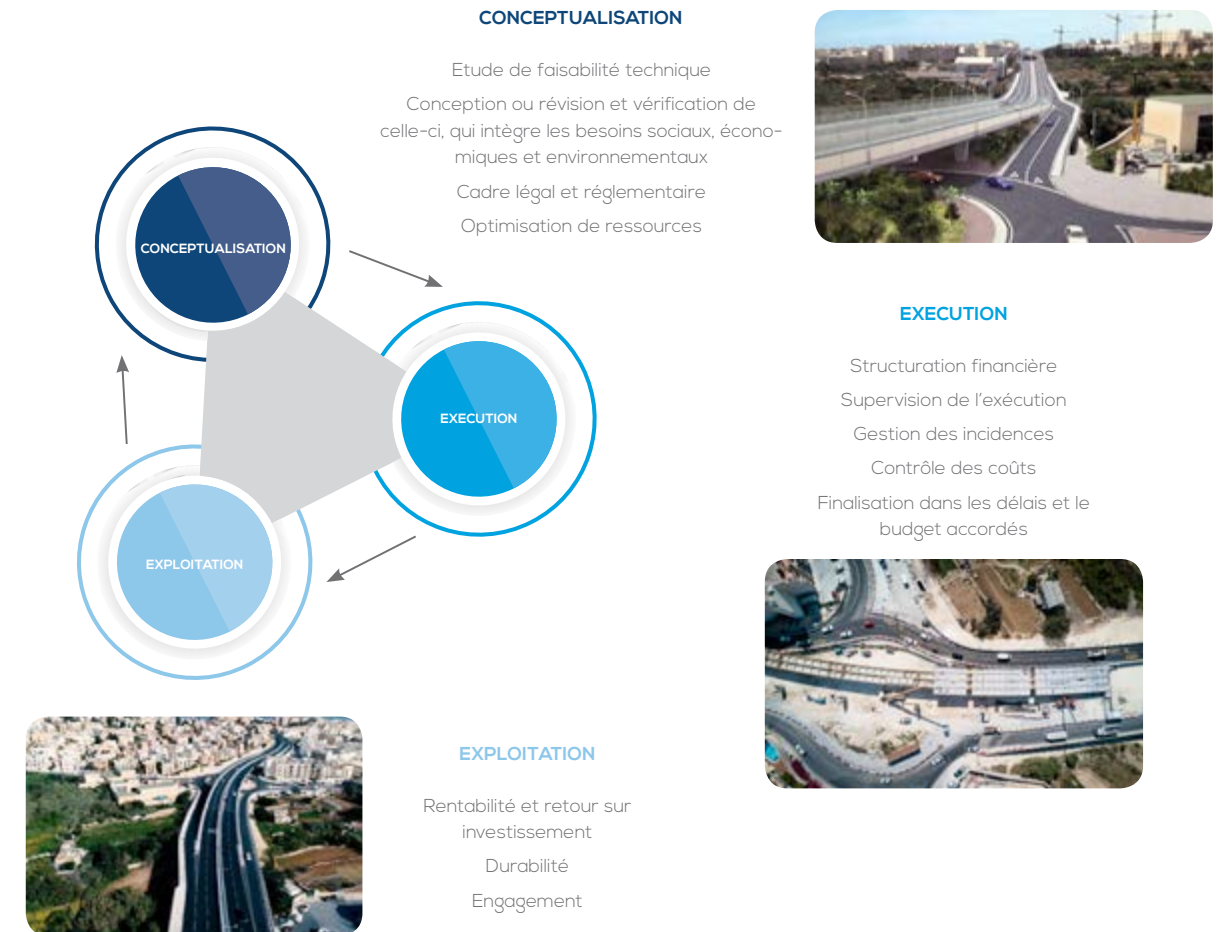 CONCEPTUALISATION
Etude de faisabilité technique
Conception ou révision et vérification de
celle-ci, qui intègre les besoins sociaux, écono-
miques et environnementaux
Cadre légal et réglementaire
Optimisation de ressources
CONCEPTUALISATION
EXECUTION
EXPLOITATION
EXECUTION
Structuration financière
Supervision de l'exécution
Gestion des incidences
Contrôle des coûts
Finalisation dans les délais et le
budget accordés
EXPLOITATION
Rentabilité et retour sur
investissement
Durabilité
Engagement